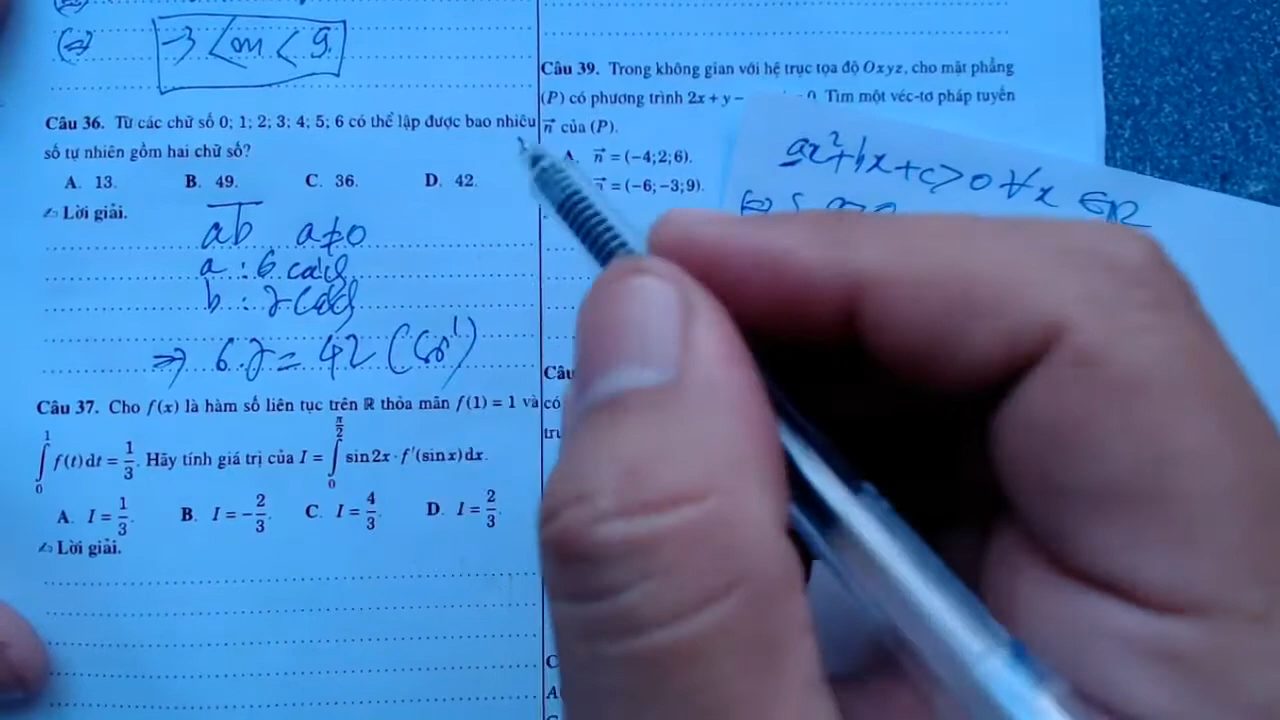 (=)
-3 < m < 9.
Câu 36. Từ các chữ số 0; 1; 2; 3; 4; 5; 6 có thể lập được bao nhiêu
số tự nhiên gồm hai chữ số?
A. 13. B. 49. C. 36. D. 42.
Lời giải.
ab a≠0
a : 6 cách
b : 7 cách
⇒ 6.7 = 42 (số)
Câu 37. Cho f(x) là hàm số liên tục trên ℝ thỏa mãn f(1) = 1 và
∫₀¹ f(t)dt = 1/3. Hãy tính giá trị của I = ∫₀^{π/2} sin2x · f′(sinx)dx.
A. I = 1/3. B. I = −2/3. C. I = 4/3. D. I = 2/3.
Lời giải.
Câu 39. Trong không gian với hệ trục tọa độ Oxyz, cho mặt phẳng
(P) có phương trình 2x + y − 0. Tìm một véc-tơ pháp tuyến
n⃗ của (P).
A. n⃗ = (−4; 2; 6).
n⃗ = (−6; −3; 9).
Câu
có
ax²+bx+c>0 ∀x ∈R